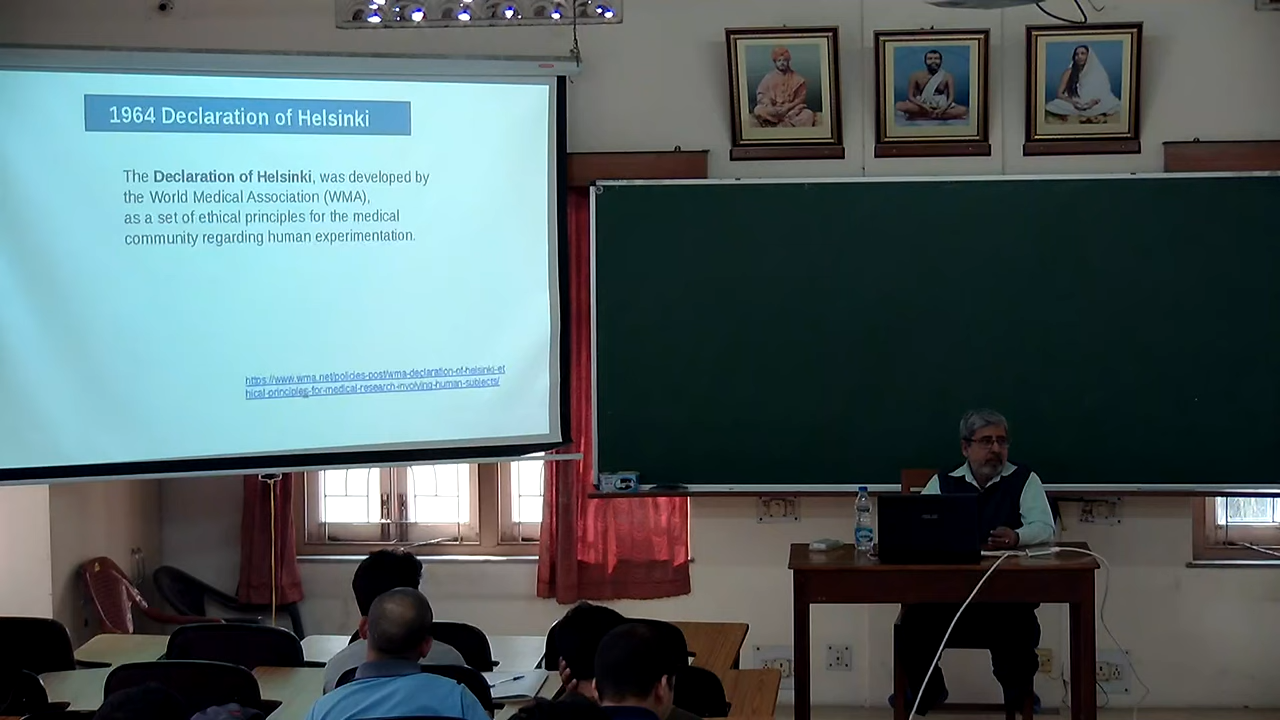 1964 Declaration of Helsinki
The Declaration of Helsinki, was developed by
the World Medical Association (WMA),
as a set of ethical principles for the medical
community regarding human experimentation.
https://www.wma.net/policies-post/wma-declaration-of-helsinki-et
hical-principles-for-medical-research-involving-human-subjects/